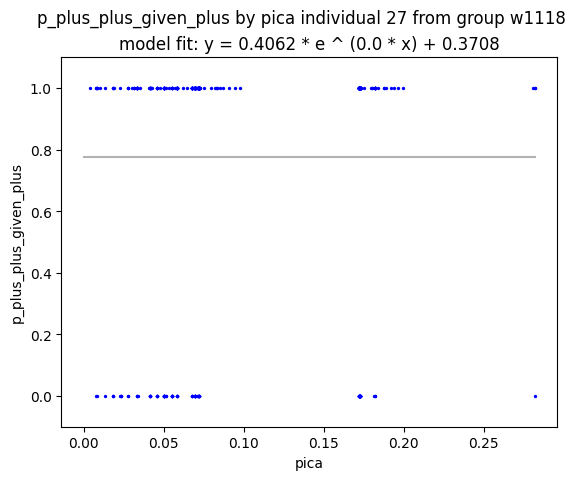 p_plus_plus_given_plus by pica individual 27 from group w1118
model fit: y = 0.4062 * e ^ (0.0 * x) + 0.3708
1.0
0.8
0.6
0.4
0.2
0.0
p_plus_plus_given_plus
0.00 0.05 0.10 0.15 0.20 0.25
pica